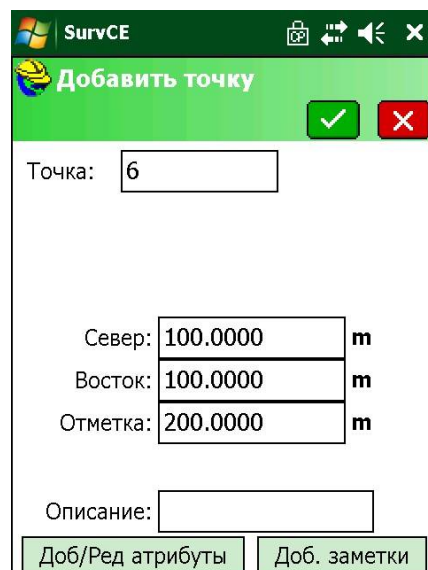 SurvCE
Добавить точку
Точка: 6
Север: 100.0000 m
Восток: 100.0000 m
Отметка: 200.0000 m
Описание:
Доб/Ред атрибуты Доб. заметки